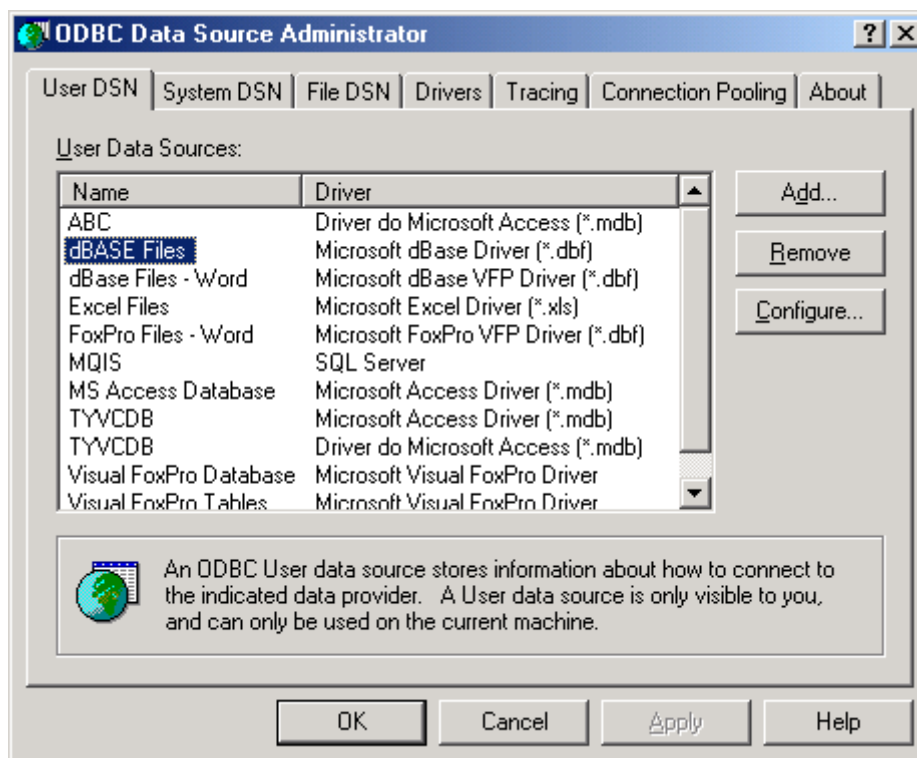 ODBC Data Source Administrator
User DSN System DSN File DSN Drivers Tracing Connection Pooling About
User Data Sources:
Name Driver
ABC Driver do Microsoft Access (*.mdb)
dBASE Files Microsoft dBase Driver (*.dbf)
dBase Files - Word Microsoft dBase VFP Driver (*.dbf)
Excel Files Microsoft Excel Driver (*.xls)
FoxPro Files - Word Microsoft FoxPro VFP Driver (*.dbf)
MQIS SQL Server
MS Access Database Microsoft Access Driver (*.mdb)
TYVCDB Microsoft Access Driver (*.mdb)
TYVCDB Driver do Microsoft Access (*.mdb)
Visual FoxPro Database Microsoft Visual FoxPro Driver
Visual FoxPro Tables Microsoft Visual FoxPro Driver
Add...
Remove
Configure...
An ODBC User data source stores information about how to connect to
the indicated data provider. A User data source is only visible to you,
and can only be used on the current machine.
OK Cancel Apply Help